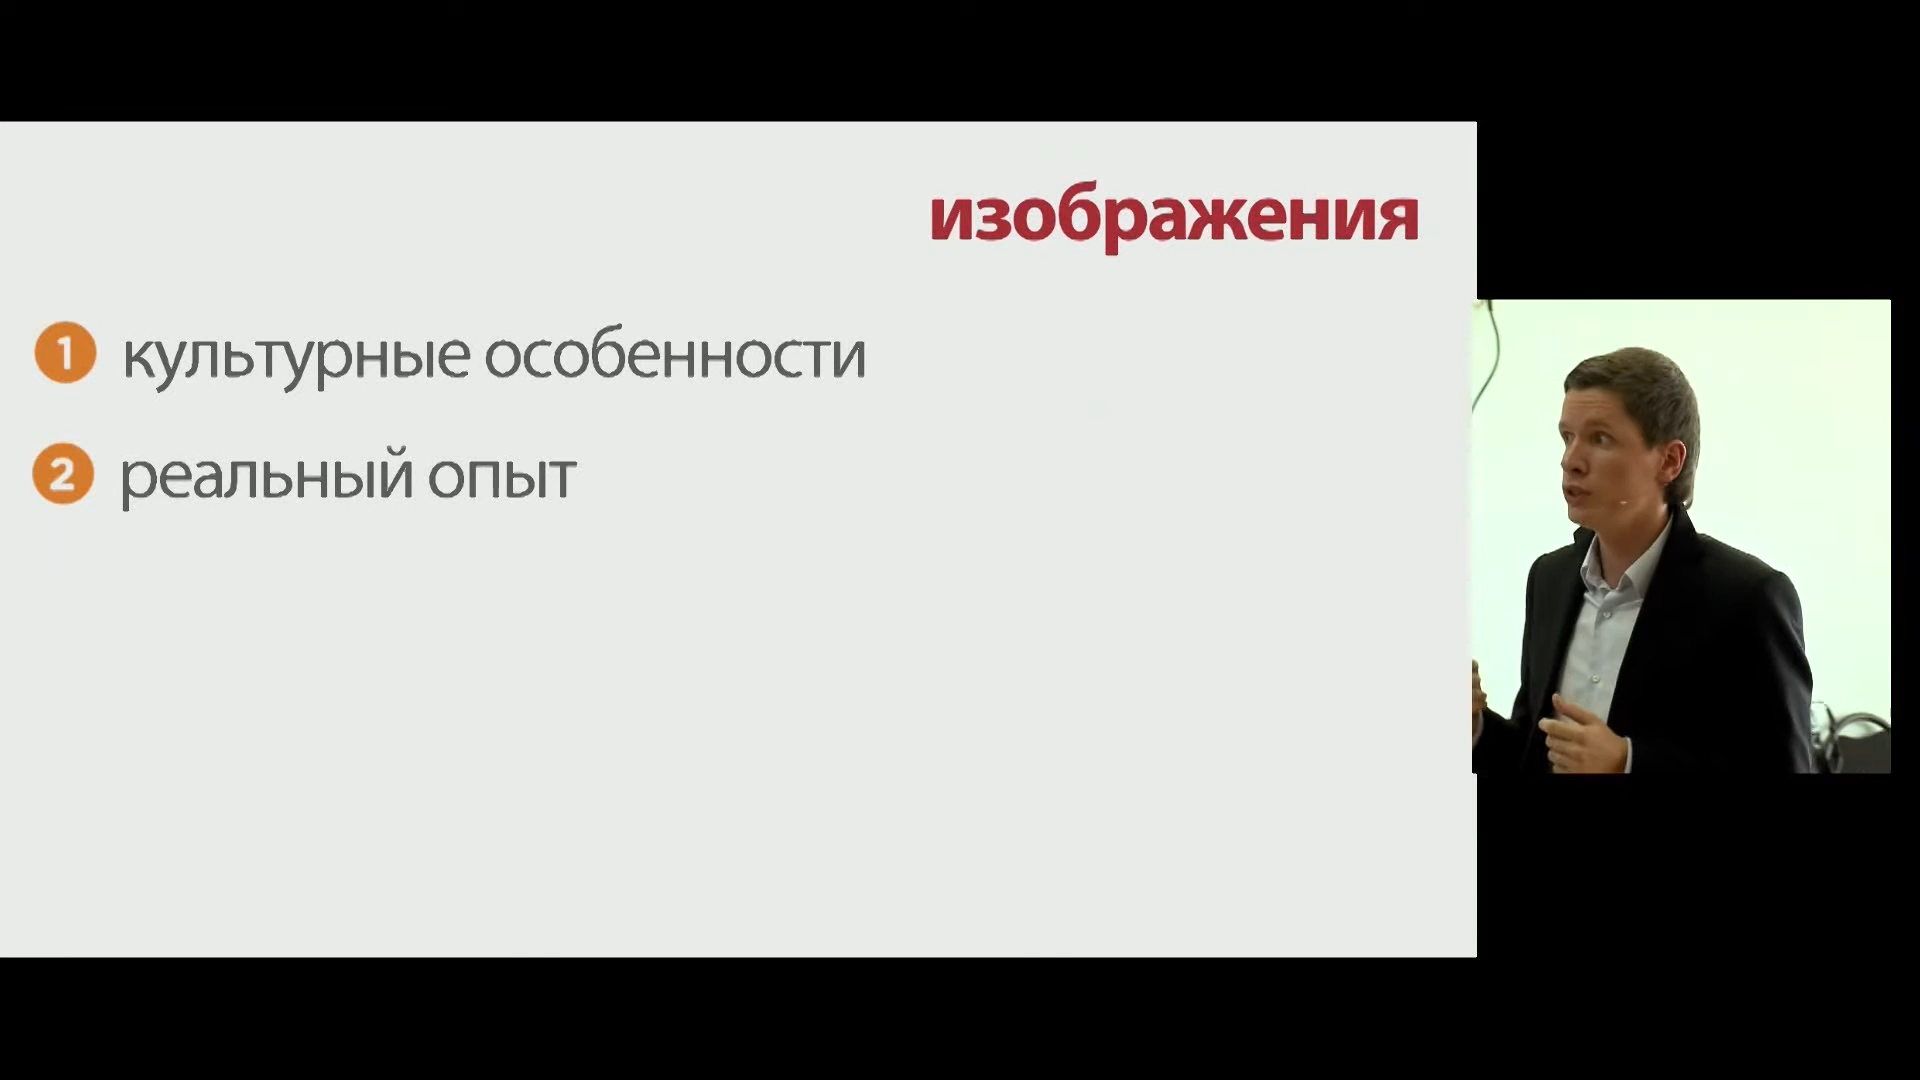 изображения
1 культурные особенности
2 реальный опыт